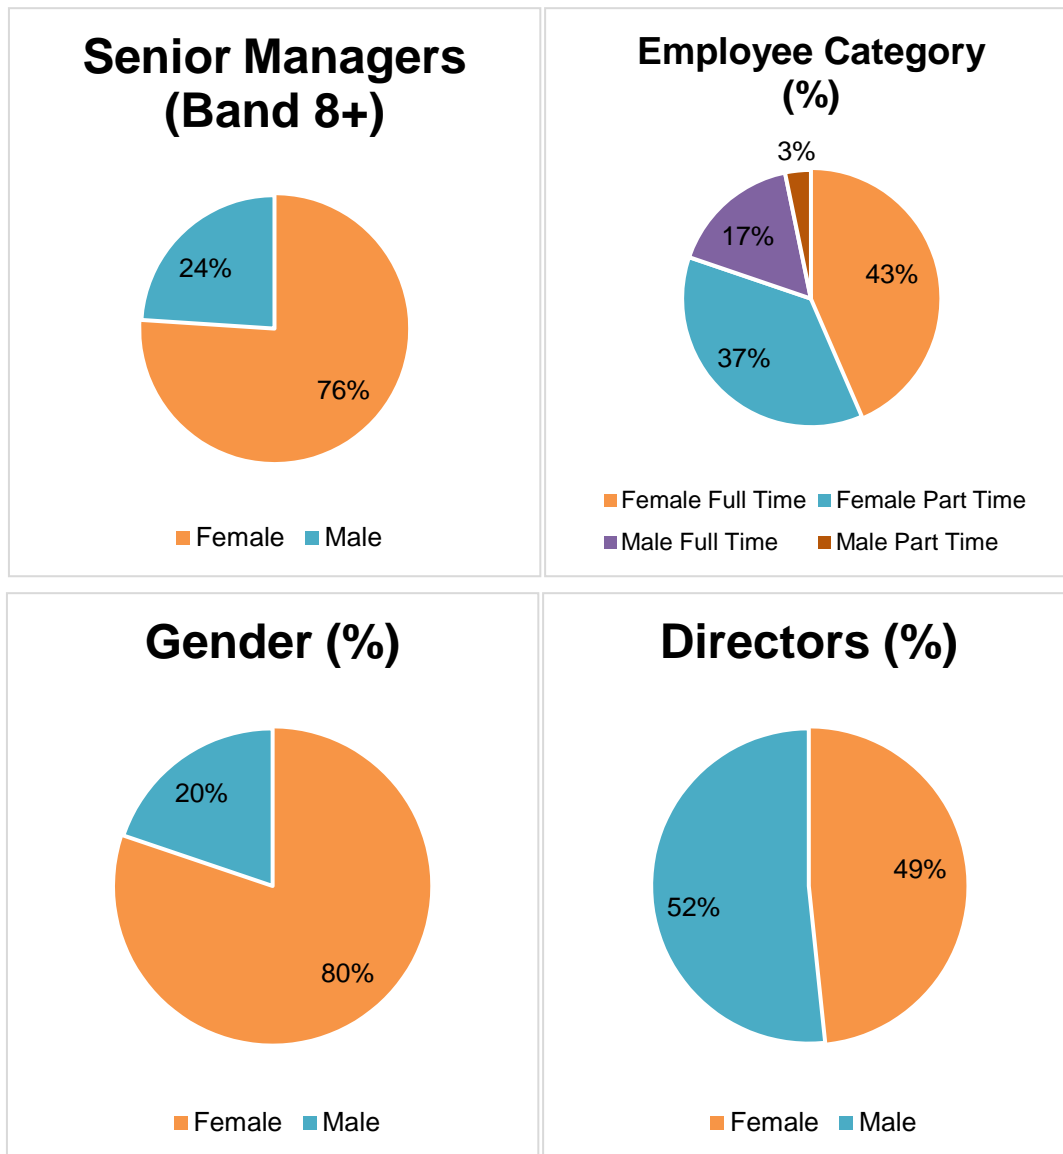 Senior Managers
(Band 8+)
24%
76%
Female Male
Employee Category
(%)
3%
17%
43%
37%
Female Full Time Female Part Time
Male Full Time Male Part Time
Gender (%)
20%
80%
Female Male
Directors (%)
49%
52%
Female Male